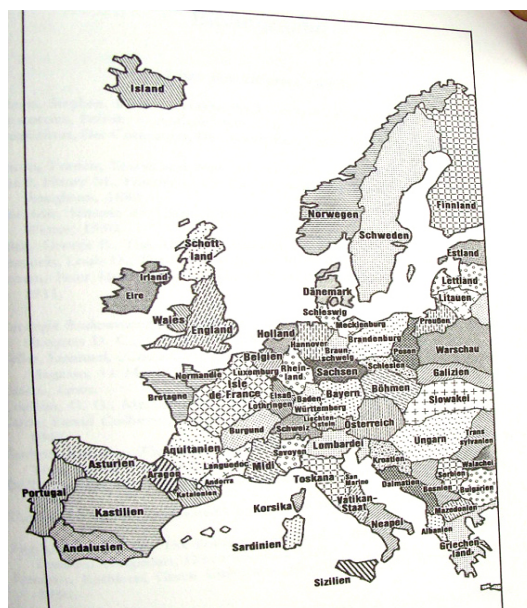 Island
Finnland
Norwegen
Schweden
Schott-
land
Estland
Irland
Lettland
Eire
Dänemark
Litauen
Wales
Schleswig
England
Mecklenburg
Preußen
Holland
Hannover
Brandenburg
Belgien
Braun-
schweig
Posen
Warschau
Normandie
Luxemburg
Rhein-
land
Sachsen
Schlesien
Galizien
Bretagne
Isle
de France
Elsaß
Lothringen
Baden
Bayern
Böhmen
Württemberg
Slowakei
Liechten-
stein
Burgund
Schweiz
Österreich
Trans
sylvanien
Aquitanien
Savoyen
Lombardei
Ungarn
Asturien
Languedoc
Midi
Kroatien
Walachei
Aragon
Andorra
Toskana
San
Marino
Dalmatien
Serbien
Portugal
Katalonien
Bosnien
Bulgarien
Kastilien
Korsika
Vatikan-
Staat
Mazedonien
Neapel
Albanien
Andalusien
Sardinien
Griechen-
land
Sizilien